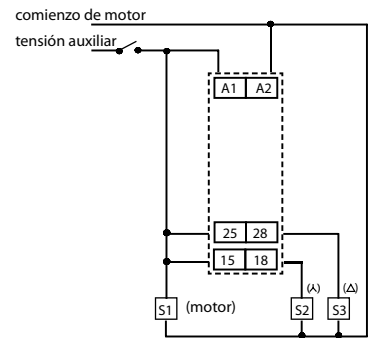 comienzo de motor
tensión auxiliar
A1 A2
25 28
15 18
(⅄) (△)
S1 (motor) S2 S3